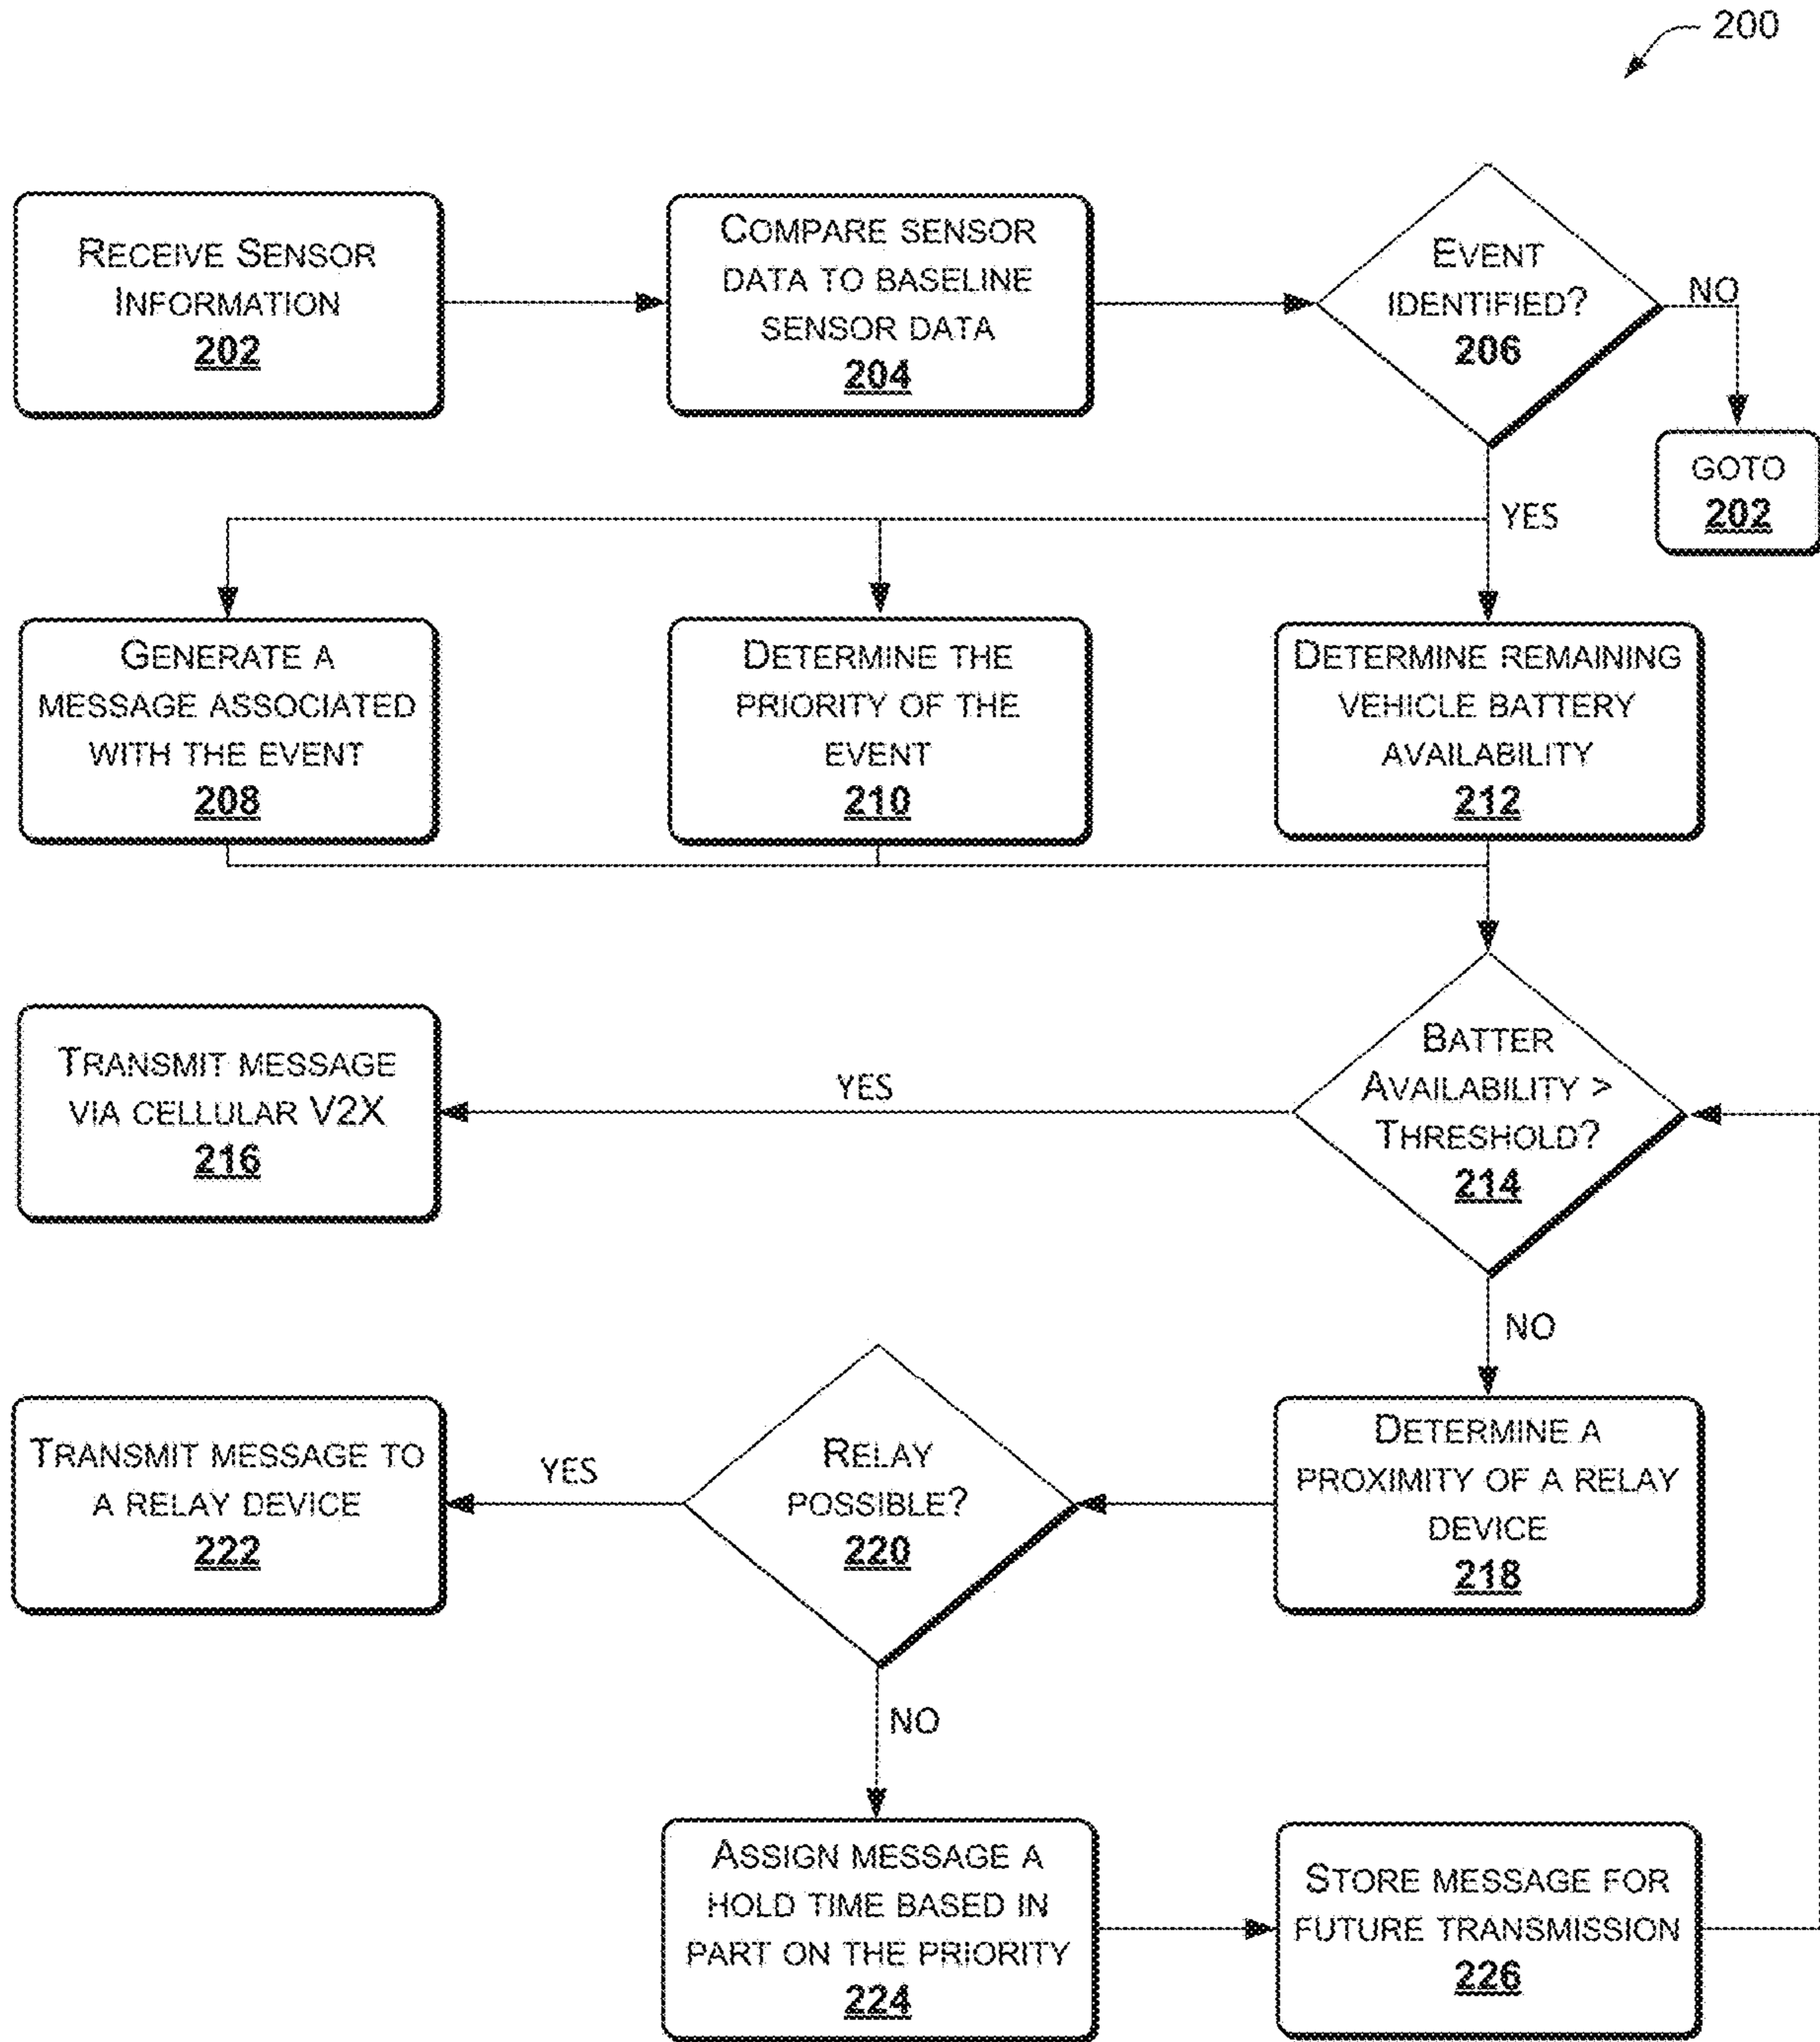 200
RECEIVE SENSOR
INFORMATION
202
COMPARE SENSOR
DATA TO BASELINE
SENSOR DATA
204
EVENT
IDENTIFIED?
206
NO
GOTO
202
YES
GENERATE A
MESSAGE ASSOCIATED
WITH THE EVENT
208
DETERMINE THE
PRIORITY OF THE
EVENT
210
DETERMINE REMAINING
VEHICLE BATTERY
AVAILABILITY
212
BATTER
AVAILABILITY >
THRESHOLD?
214
YES
TRANSMIT MESSAGE
VIA CELLULAR V2X
216
NO
DETERMINE A
PROXIMITY OF A RELAY
DEVICE
218
RELAY
POSSIBLE?
220
YES
TRANSMIT MESSAGE TO
A RELAY DEVICE
222
NO
ASSIGN MESSAGE A
HOLD TIME BASED IN
PART ON THE PRIORITY
224
STORE MESSAGE FOR
FUTURE TRANSMISSION
226